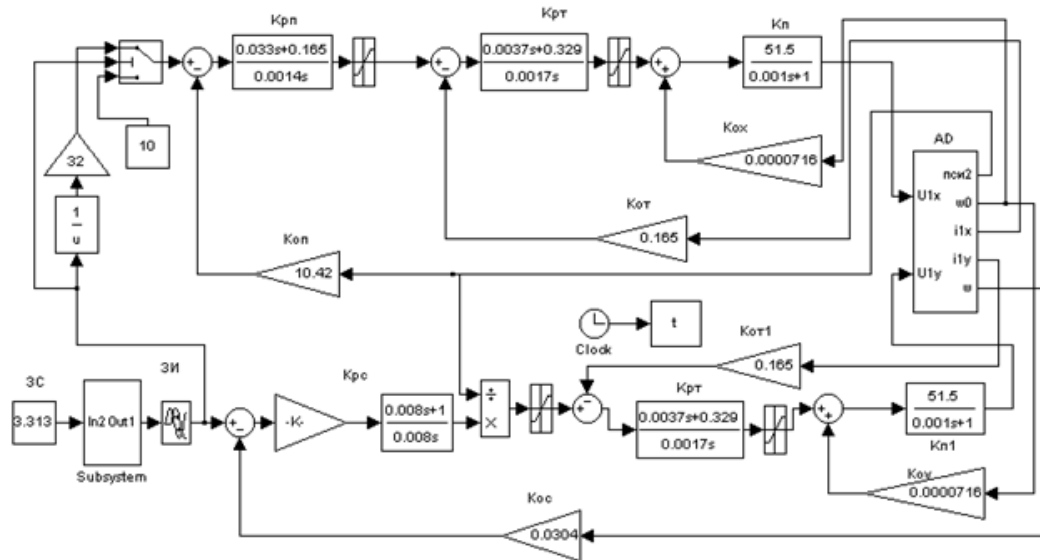 Крп
Крт
Кп
0.033s+0.165
0.0014s
0.0037s+0.329
0.0017s
51.5
0.001s+1
10
32
1
u
Кох
0.0000716
AD
пси2
U1x
w0
i1x
i1y
U1y
w
Кот
0.165
Коп
10.42
Clock
t
Кот1
0.165
ЗС
ЗИ
Крс
3.313
In2 Out1
Subsystem
-K-
0.008s+1
0.008s
÷
×
Крт
0.0037s+0.329
0.0017s
51.5
0.001s+1
Кп1
Коу
0.0000716
Кос
0.0304